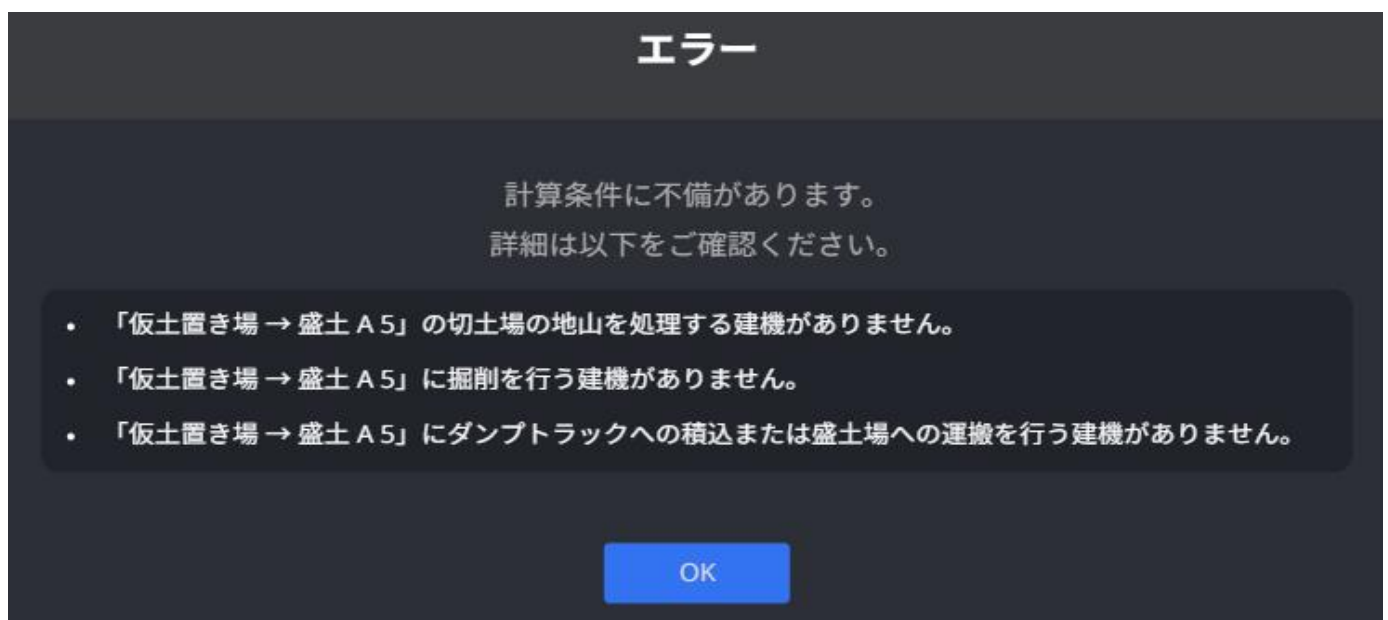 エラー
計算条件に不備があります。
詳細は以下をご確認ください。
• 「仮土置き場 → 盛土 A 5」の切土場の地山を処理する建機がありません。
• 「仮土置き場 → 盛土 A 5」に掘削を行う建機がありません。
• 「仮土置き場 → 盛土 A 5」にダンプトラックへの積込または盛土場への運搬を行う建機がありません。
OK